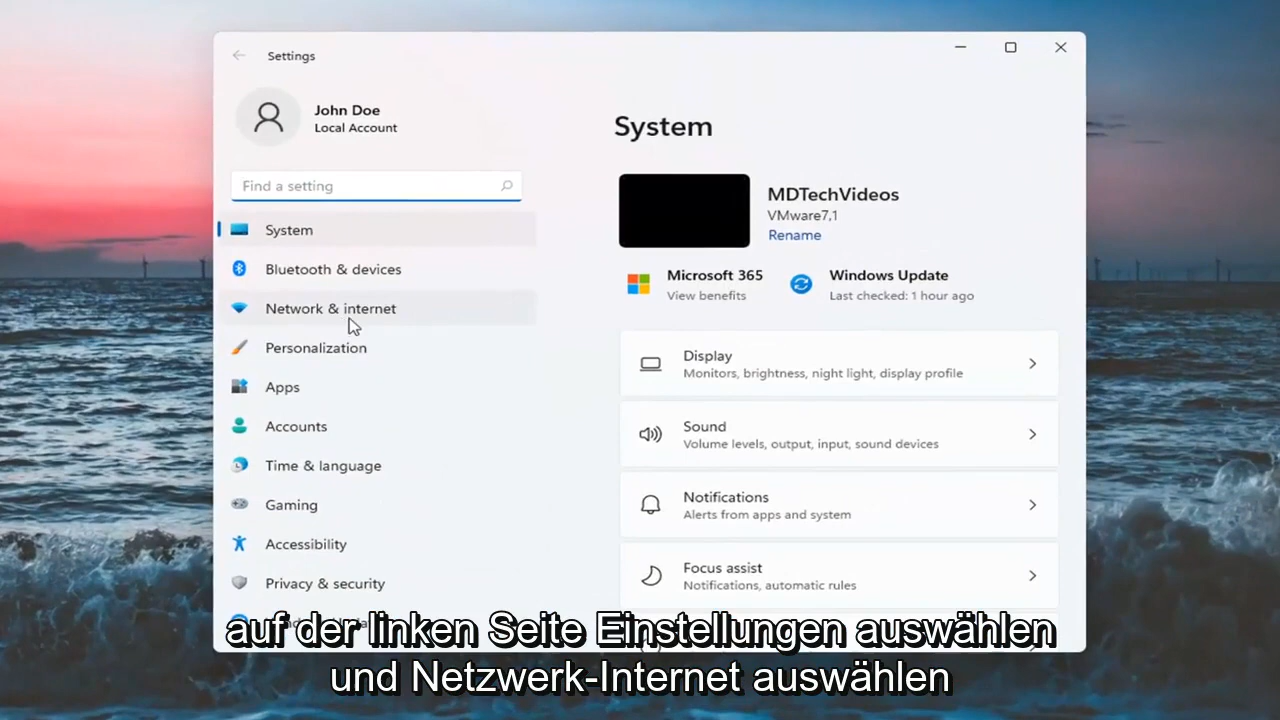 Settings
John Doe
Local Account
Find a setting
System
Bluetooth & devices
Network & internet
Personalization
Apps
Accounts
Time & language
Gaming
Accessibility
Privacy & security
System
MDTechVideos
VMware7,1
Rename
Microsoft 365
View benefits
Windows Update
Last checked: 1 hour ago
Display
Monitors, brightness, night light, display profile
Sound
Volume levels, output, input, sound devices
Notifications
Alerts from apps and system
Focus assist
Notifications, automatic rules
auf der linken Seite Einstellungen auswählen
und Netzwerk-Internet auswählen